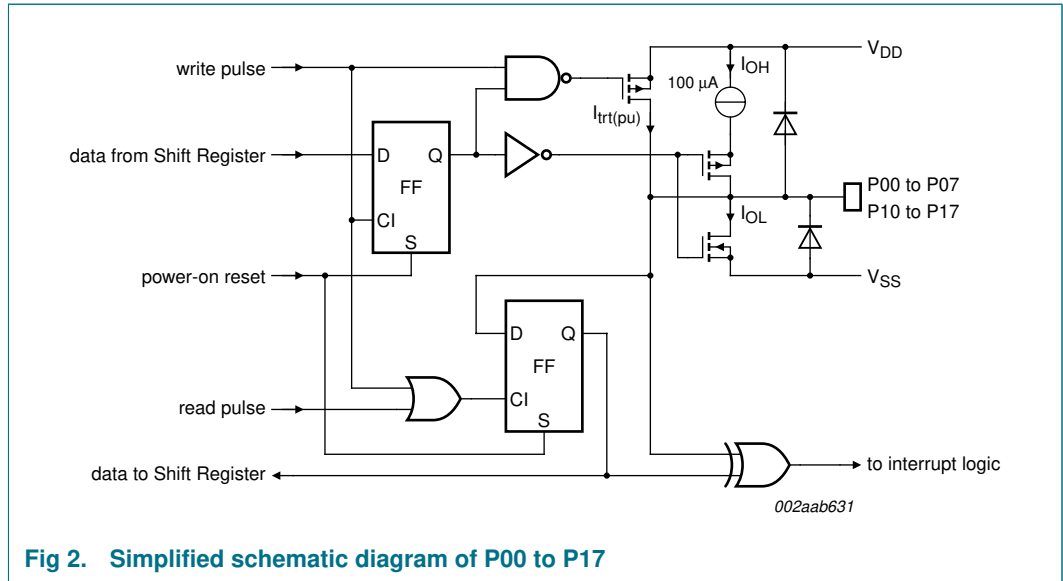 write pulse
data from Shift Register
power-on reset
read pulse
data to Shift Register
D
Q
FF
CI
S
D
Q
FF
CI
S
I_trt(pu)
100 μA
I_OH
V_DD
I_OL
P00 to P07
P10 to P17
V_SS
to interrupt logic
002aab631
Fig 2. Simplified schematic diagram of P00 to P17